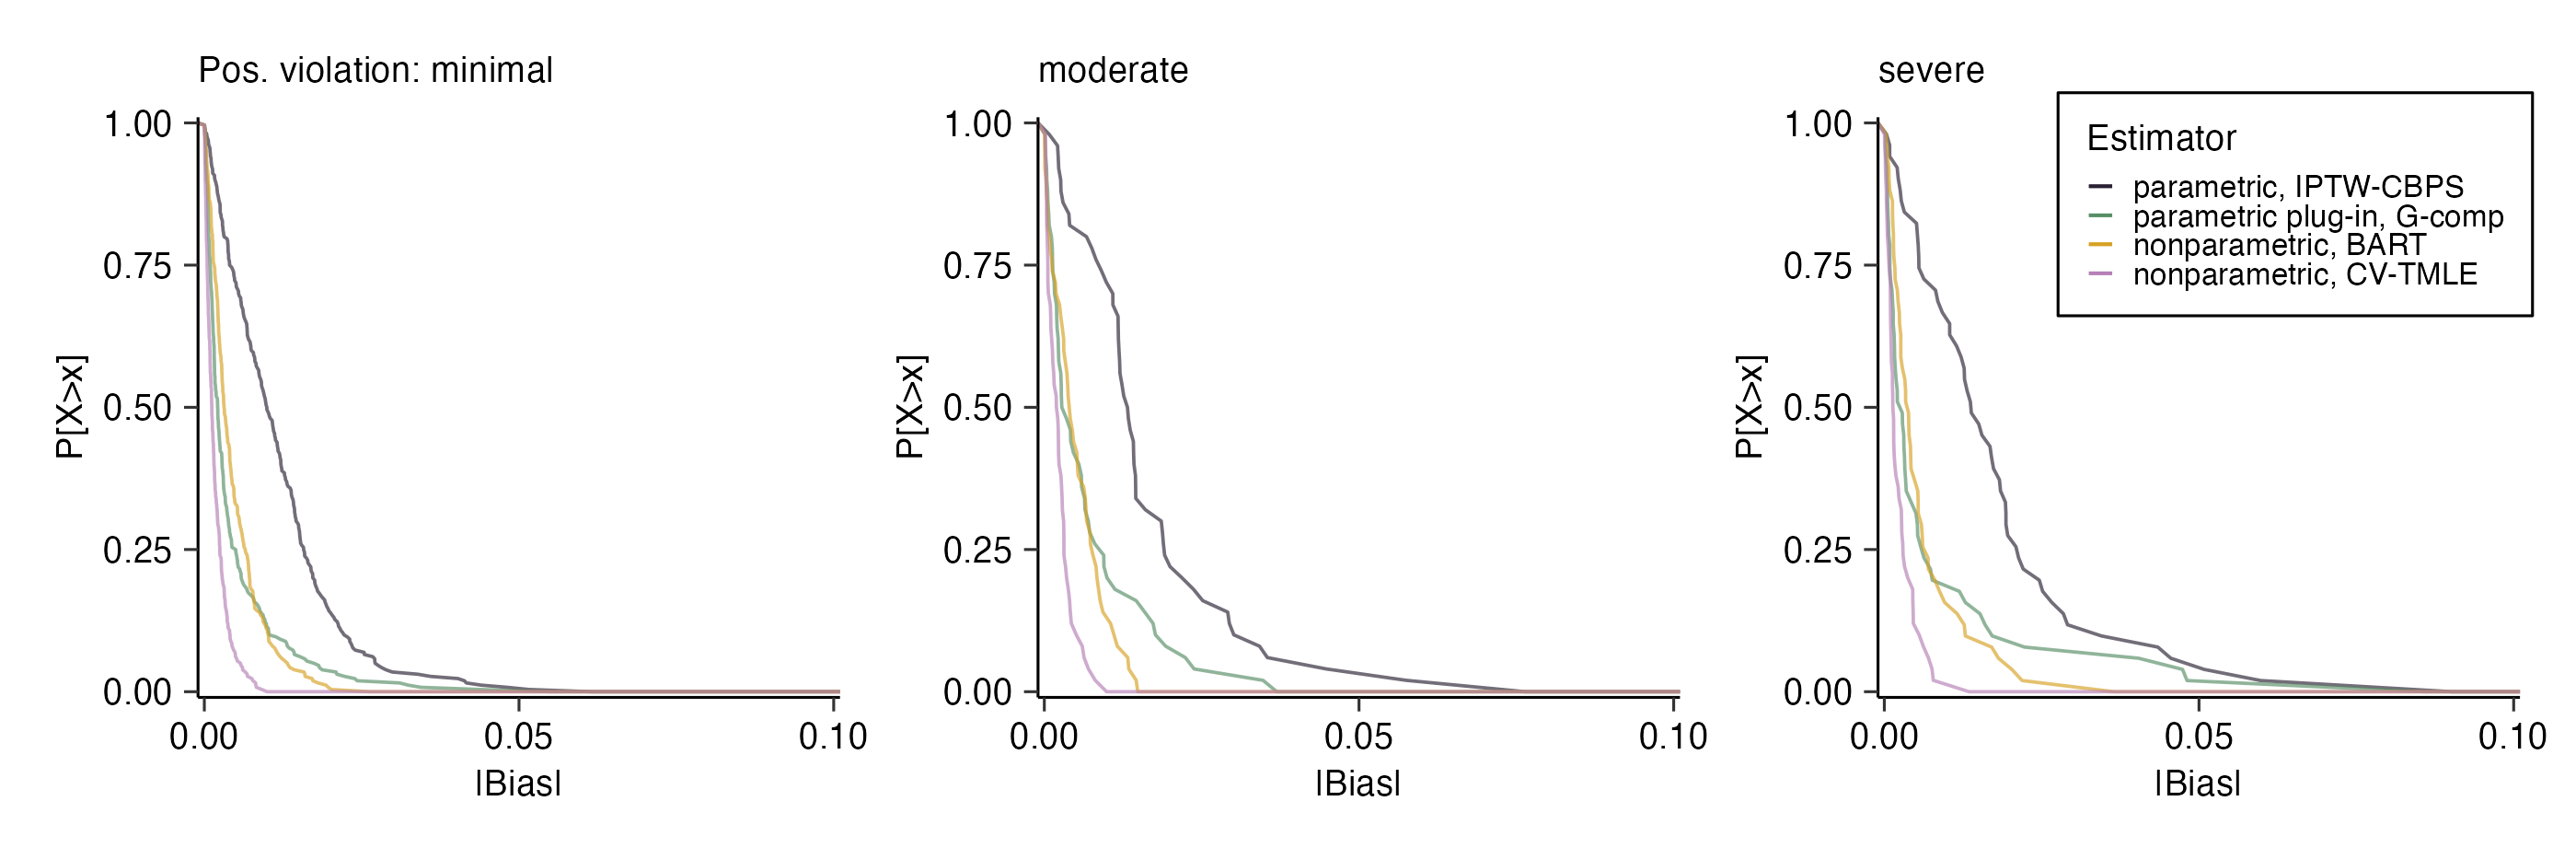 Pos. violation: minimal
1.00
0.75
0.50
0.25
0.00
P[X>x]
0.00 0.05 0.10
|Bias|
moderate
1.00
0.75
0.50
0.25
0.00
P[X>x]
0.00 0.05 0.10
|Bias|
severe
1.00
0.75
0.50
0.25
0.00
P[X>x]
0.00 0.05 0.10
|Bias|
Estimator
parametric, IPTW-CBPS
parametric plug-in, G-comp
nonparametric, BART
nonparametric, CV-TMLE